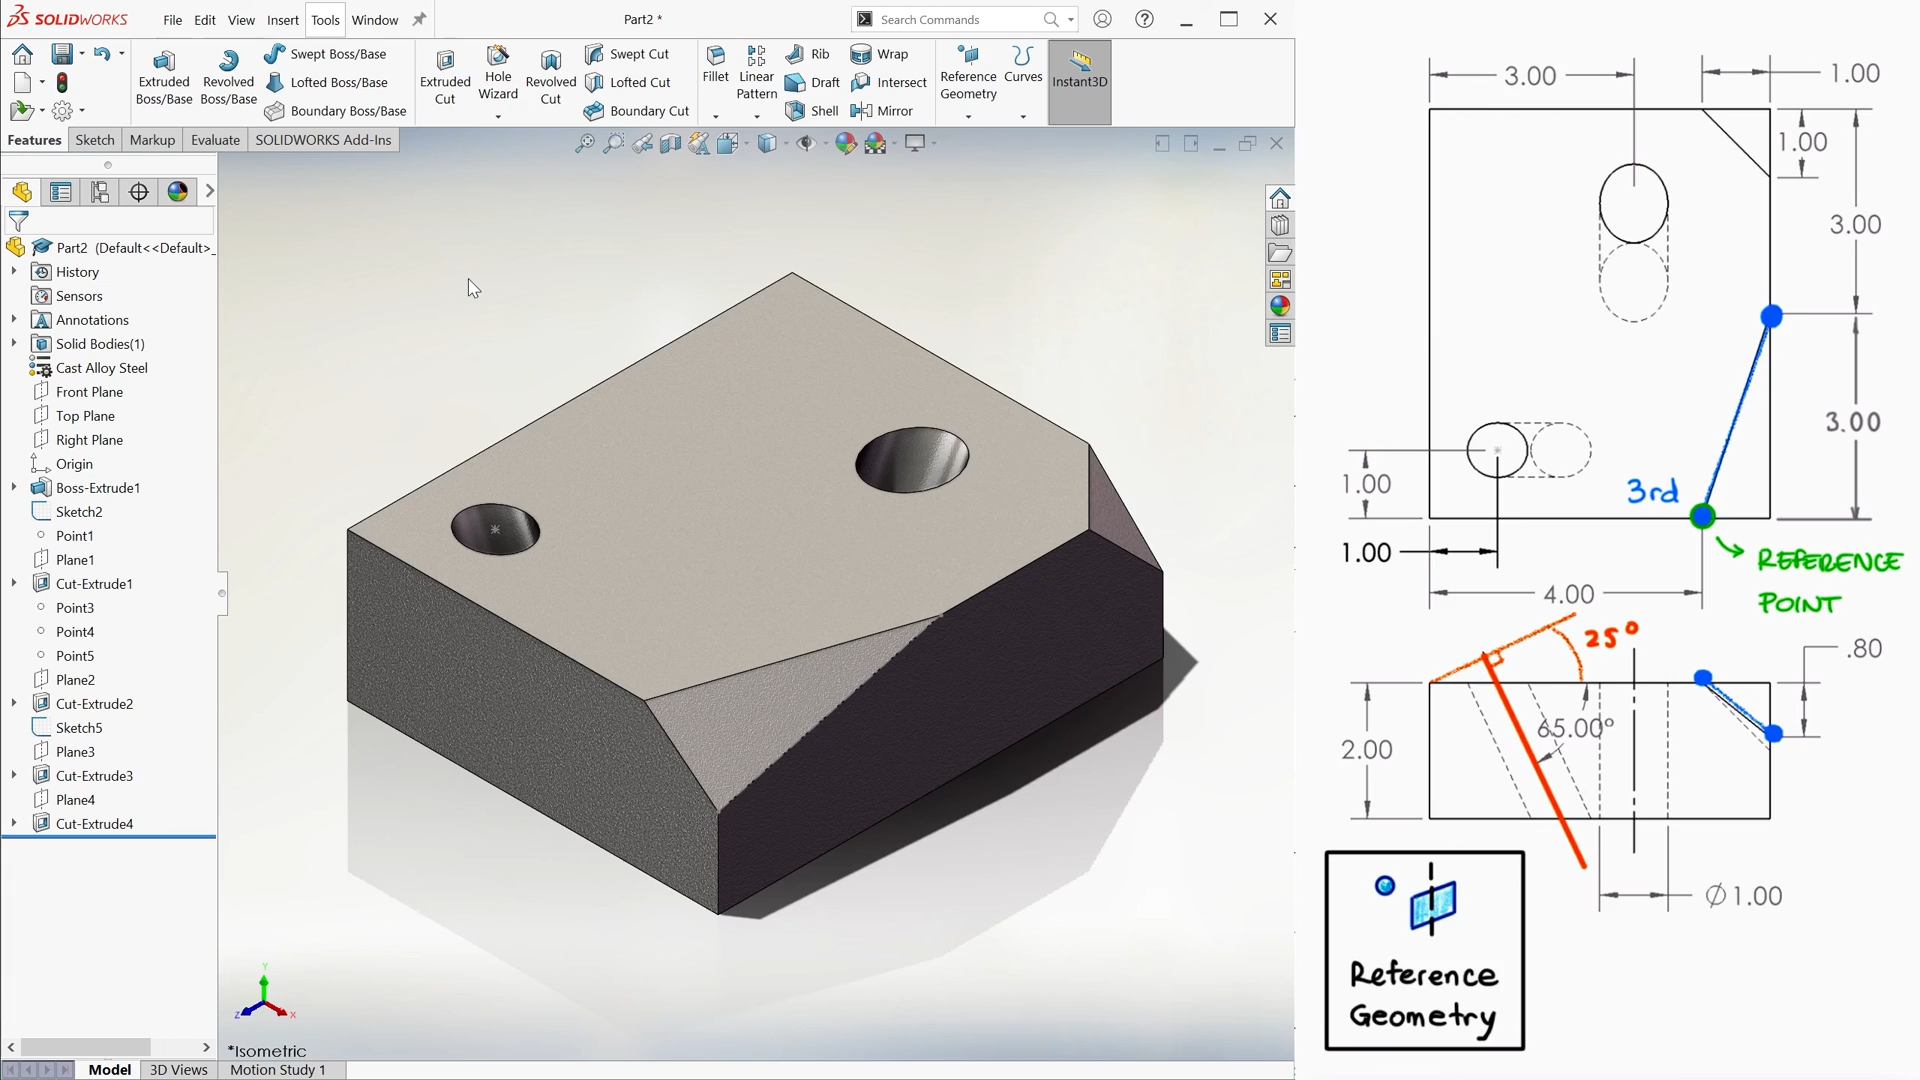 SOLIDWORKS File Edit View Insert Tools Window Part2 * Search Commands
Extruded Boss/Base
Revolved Boss/Base
Swept Boss/Base
Lofted Boss/Base
Boundary Boss/Base
Extruded Cut
Hole Wizard
Revolved Cut
Swept Cut
Lofted Cut
Boundary Cut
Fillet
Linear Pattern
Rib
Draft
Shell
Wrap
Intersect
Mirror
Reference Geometry
Curves
Instant3D
Features Sketch Markup Evaluate SOLIDWORKS Add-Ins
Part2 (Default<<Default>_
History
Sensors
Annotations
Solid Bodies(1)
Cast Alloy Steel
Front Plane
Top Plane
Right Plane
Origin
Boss-Extrude1
Sketch2
Point1
Plane1
Cut-Extrude1
Point3
Point4
Point5
Plane2
Cut-Extrude2
Sketch5
Plane3
Cut-Extrude3
Plane4
Cut-Extrude4
Y
Z
X
*Isometric
Model 3D Views Motion Study 1
3.00
1.00
1.00
3.00
3.00
1.00
3rd
1.00
REFERENCE
POINT
4.00
25°
.80
65.00°
2.00
Ø1.00
Reference
Geometry